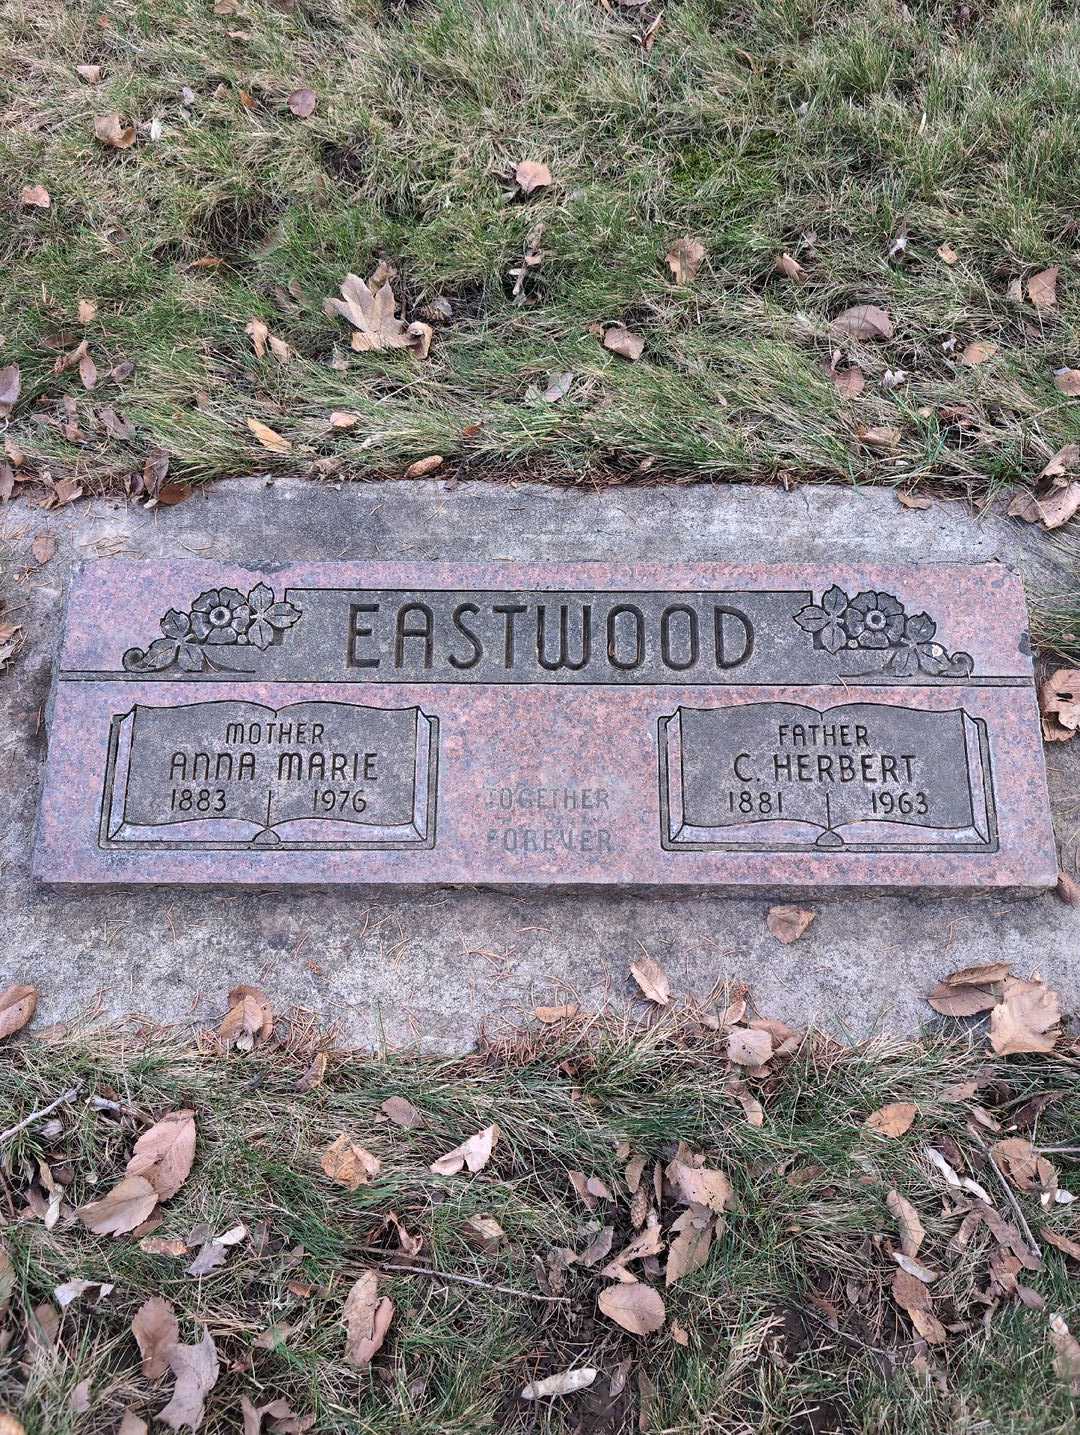 EASTWOOD
MOTHER
ANNA MARIE
1883 1976
TOGETHER
FOREVER
FATHER
C. HERBERT
1881 1963